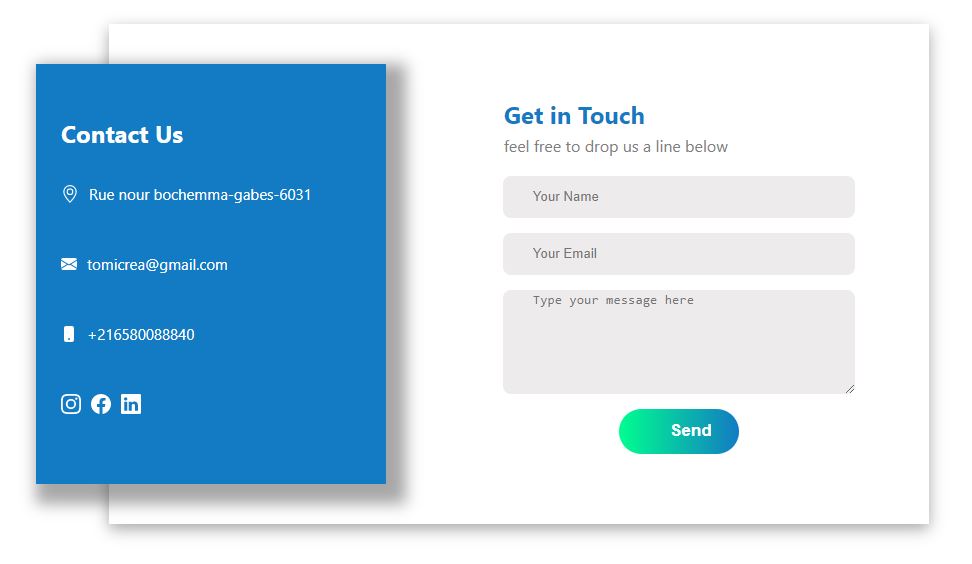 Contact Us
Rue nour bochemma-gabes-6031
tomicrea@gmail.com
+216580088840
Get in Touch
feel free to drop us a line below
Your Name
Your Email
Type your message here
Send